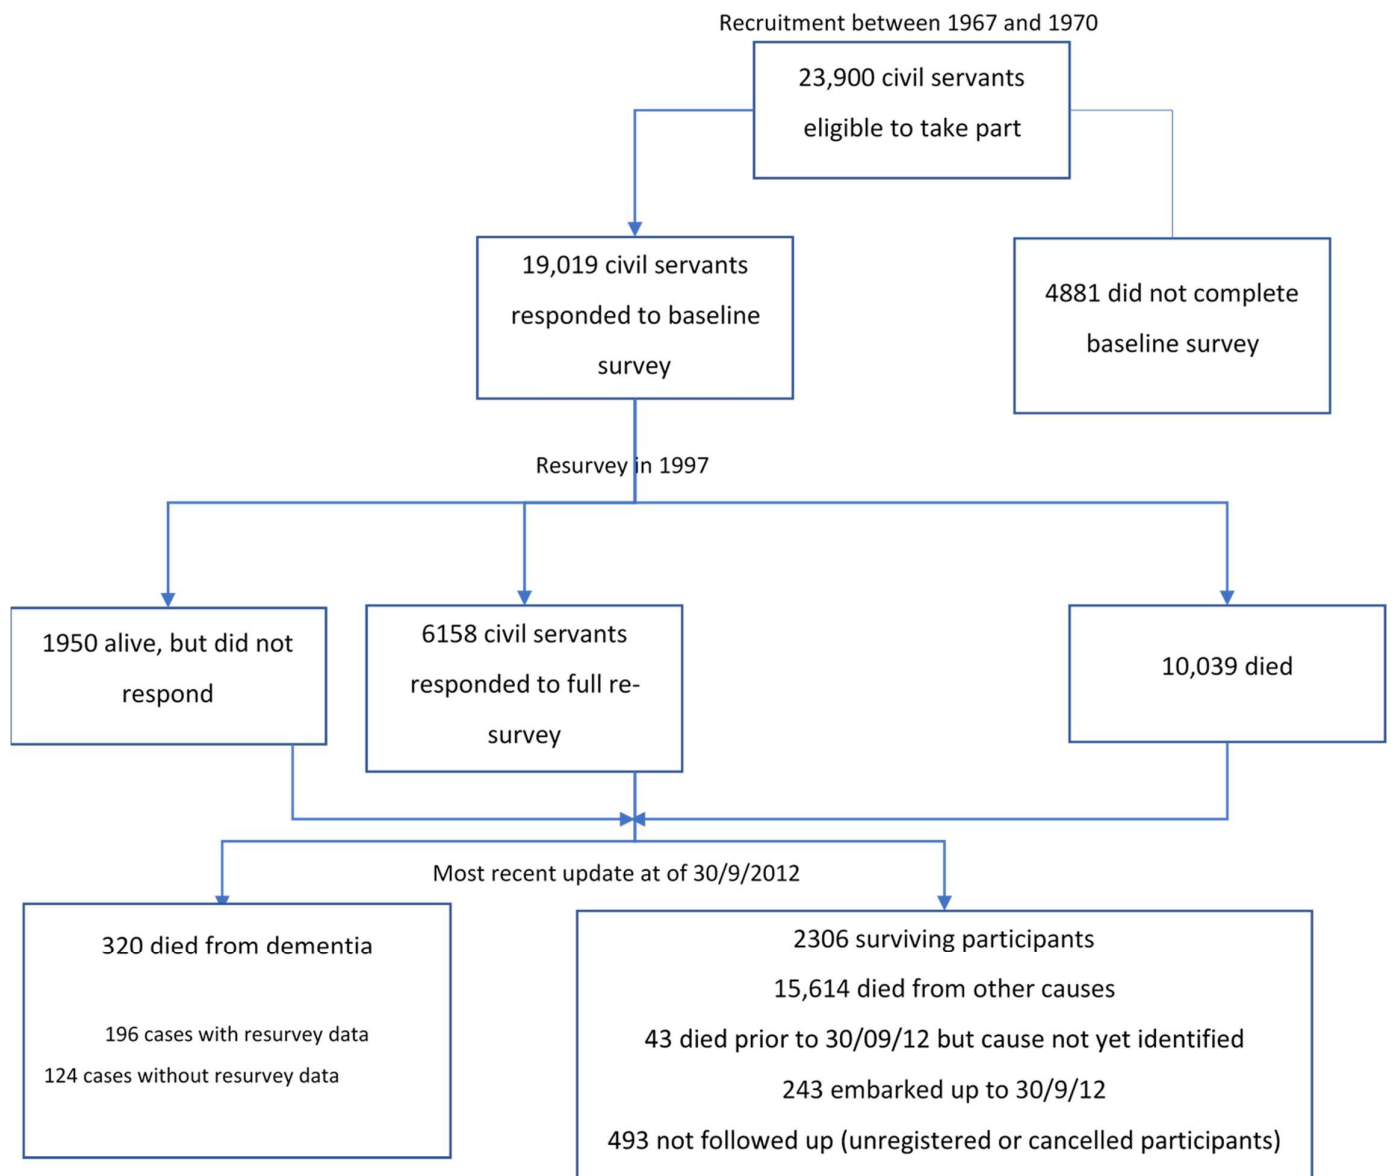 Recruitment between 1967 and 1970
23,900 civil servants
eligible to take part
19,019 civil servants
responded to baseline
survey
4881 did not complete
baseline survey
Resurvey in 1997
1950 alive, but did not
respond
6158 civil servants
responded to full re-
survey
10,039 died
Most recent update at of 30/9/2012
320 died from dementia
196 cases with resurvey data
124 cases without resurvey data
2306 surviving participants
15,614 died from other causes
43 died prior to 30/09/12 but cause not yet identified
243 embarked up to 30/9/12
493 not followed up (unregistered or cancelled participants)